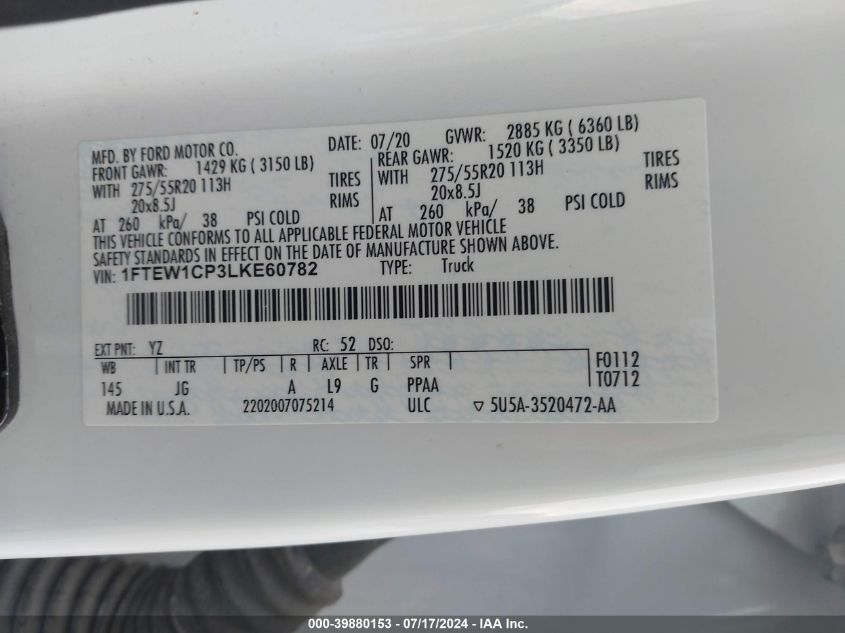 MFD. BY FORD MOTOR CO. DATE: 07/20 GVWR: 2885 KG ( 6360 LB)
FRONT GAWR: 1429 KG ( 3150 LB) REAR GAWR: 1520 KG ( 3350 LB)
WITH 275/55R20 113H TIRES WITH 275/55R20 113H TIRES
20x8.5J RIMS 20x8.5J RIMS
AT 260 kPa/ 38 PSI COLD AT 260 kPa/ 38 PSI COLD
THIS VEHICLE CONFORMS TO ALL APPLICABLE FEDERAL MOTOR VEHICLE
SAFETY STANDARDS IN EFFECT ON THE DATE OF MANUFACTURE SHOWN ABOVE.
VIN: 1FTEW1CP3LKE60782 TYPE: Truck
EXT PNT: YZ RC: 52 DSO:
WB INT TR TP/PS R AXLE TR SPR F0112
145 JG A L9 G PPAA T0712
MADE IN U.S.A. 2202007075214 ULC ▽ 5U5A-3520472-AA
000-39880153 - 07/17/2024 - IAA Inc.